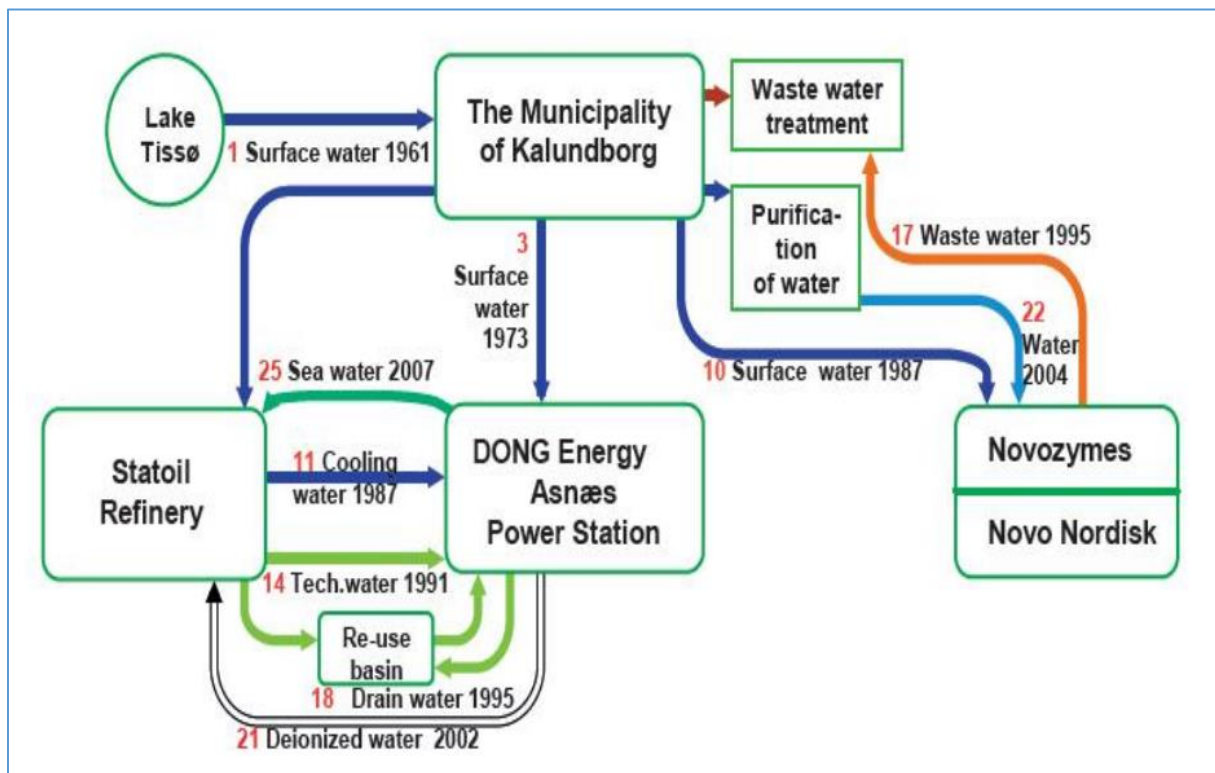 Lake
Tissø
1 Surface water 1961
The Municipality
of Kalundborg
Waste water
treatment
Purifica-
tion
of water
17 Waste water 1995
3
Surface
water
1973
22
Water
2004
10 Surface water 1987
25 Sea water 2007
Statoil
Refinery
11 Cooling
water 1987
DONG Energy
Asnæs
Power Station
Novozymes
Novo Nordisk
14 Tech.water 1991
Re-use
basin
18 Drain water 1995
21 Deionized water 2002